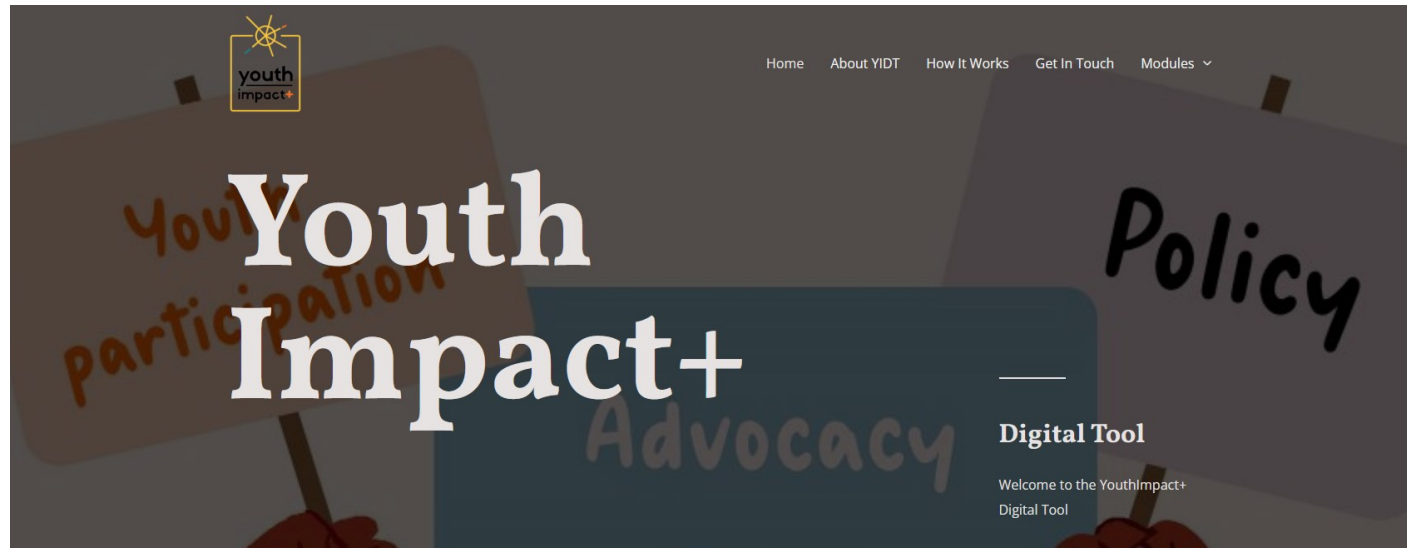 youth
impact+
Home About YIDT How It Works Get In Touch Modules
Youth
Impact+
Youth
participation
Advocacy
Policy
Digital Tool
Welcome to the YouthImpact+
Digital Tool